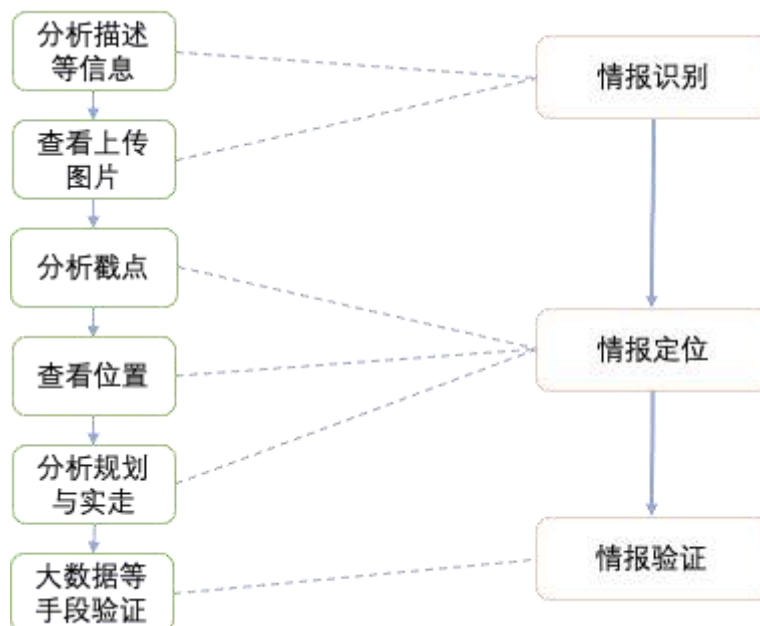 分析描述
等信息
查看上传
图片
分析戳点
查看位置
分析规划
与实走
大数据等
手段验证
情报识别
情报定位
情报验证